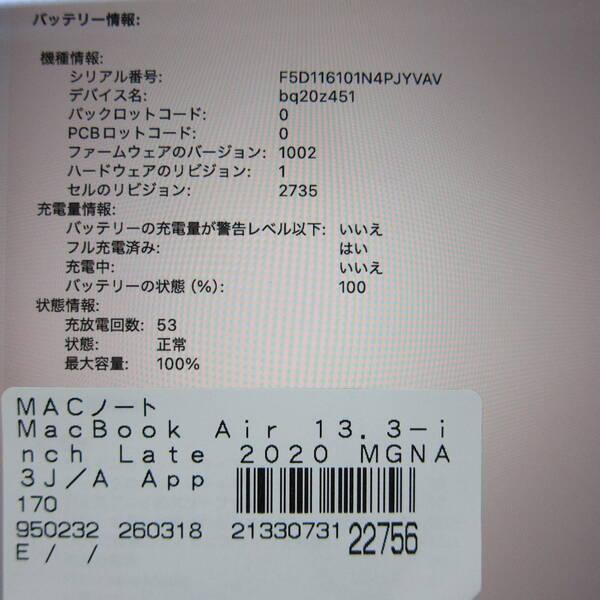 バッテリー情報:
機種情報:
シリアル番号: F5D116101N4PJYVAV
デバイス名: bq20z451
パックロットコード: 0
PCBロットコード: 0
ファームウェアのバージョン: 1002
ハードウェアのリビジョン: 1
セルのリビジョン: 2735
充電量情報:
バッテリーの充電量が警告レベル以下: いいえ
フル充電済み: はい
充電中: いいえ
バッテリーの状態 (%): 100
状態情報:
充放電回数: 53
状態: 正常
最大容量: 100%
MACノート
MacBook Air 13.3-i
nch Late 2020 MGNA
3J/A App
170
950232 260318 21330731 22756
E / /